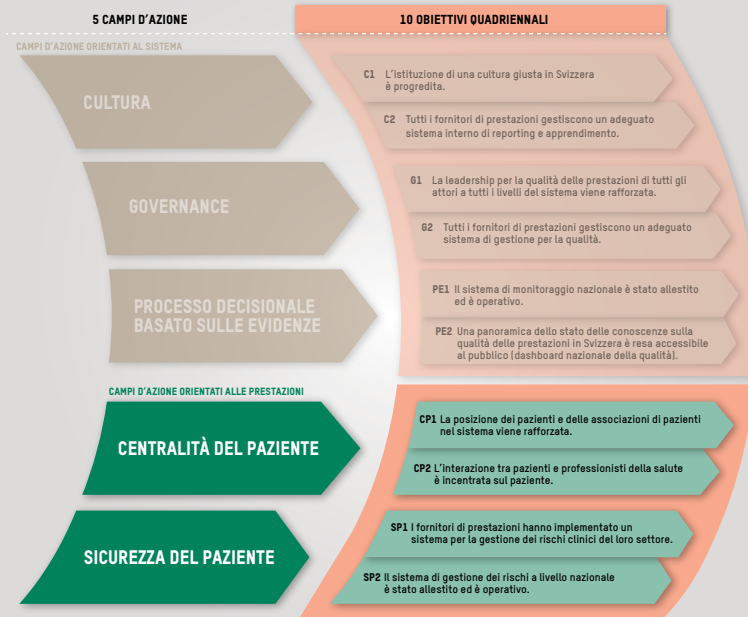 5 CAMPI D'AZIONE
10 OBIETTIVI QUADRIENNALI
CAMPI D'AZIONE ORIENTATI AL SISTEMA
CULTURA
C1 L'istituzione di una cultura giusta in Svizzera
è progredita.
C2 Tutti i fornitori di prestazioni gestiscono un adeguato
sistema interno di reporting e apprendimento.
GOVERNANCE
G1 La leadership per la qualità delle prestazioni di tutti gli
attori a tutti i livelli del sistema viene rafforzata.
G2 Tutti i fornitori di prestazioni gestiscono un adeguato
sistema di gestione per la qualità.
PROCESSO DECISIONALE
BASATO SULLE EVIDENZE
PE1 Il sistema di monitoraggio nazionale è stato allestito
ed è operativo.
PE2 Una panoramica dello stato delle conoscenze sulla
qualità delle prestazioni in Svizzera è resa accessibile
al pubblico (dashboard nazionale della qualità).
CAMPI D'AZIONE ORIENTATI ALLE PRESTAZIONI
CENTRALITÀ DEL PAZIENTE
CP1 La posizione dei pazienti e delle associazioni di pazienti
nel sistema viene rafforzata.
CP2 L'interazione tra pazienti e professionisti della salute
è incentrata sul paziente.
SICUREZZA DEL PAZIENTE
SP1 I fornitori di prestazioni hanno implementato un
sistema per la gestione dei rischi clinici del loro settore.
SP2 Il sistema di gestione dei rischi a livello nazionale
è stato allestito ed è operativo.